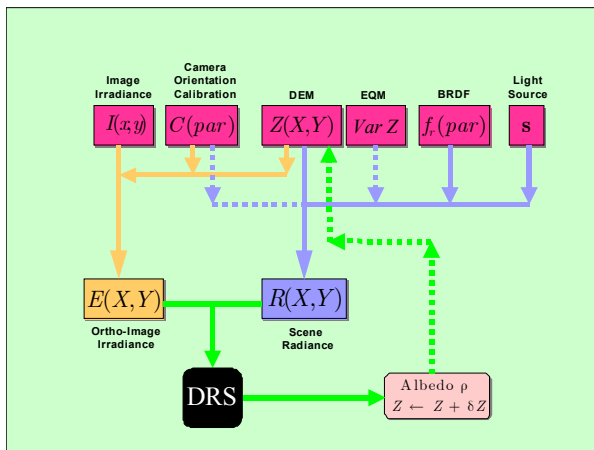 Image
Irradiance
Camera
Orientation
Calibration
DEM
EQM
BRDF
Light
Source
I(x,y)
C(par)
Z(X,Y)
Var Z
fr(par)
s
E(X,Y)
R(X,Y)
Ortho-Image
Irradiance
Scene
Radiance
DRS
Albedo ρ
Z ← Z + δZ